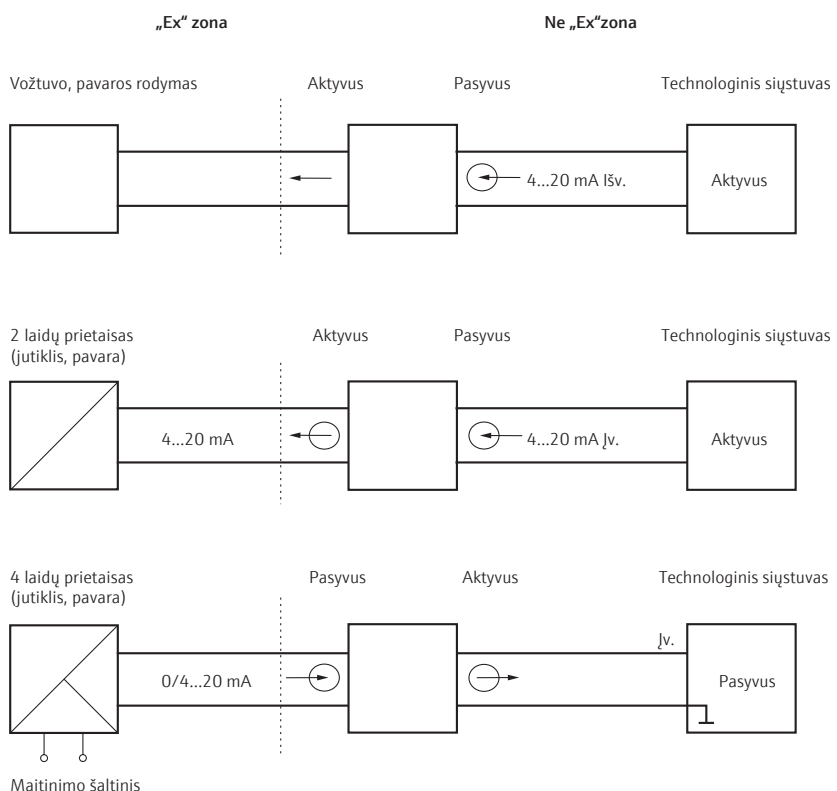 „Ex“ zona
Ne „Ex“zona
Vožtuvo, pavaros rodymas
Aktyvus
Pasyvus
Technologinis siųstuvas
4...20 mA Išv.
Aktyvus
2 laidų prietaisas
(jutiklis, pavara)
Aktyvus
Pasyvus
Technologinis siųstuvas
4...20 mA
4...20 mA Įv.
Aktyvus
4 laidų prietaisas
(jutiklis, pavara)
Pasyvus
Aktyvus
Technologinis siųstuvas
Įv.
0/4...20 mA
Pasyvus
Maitinimo šaltinis